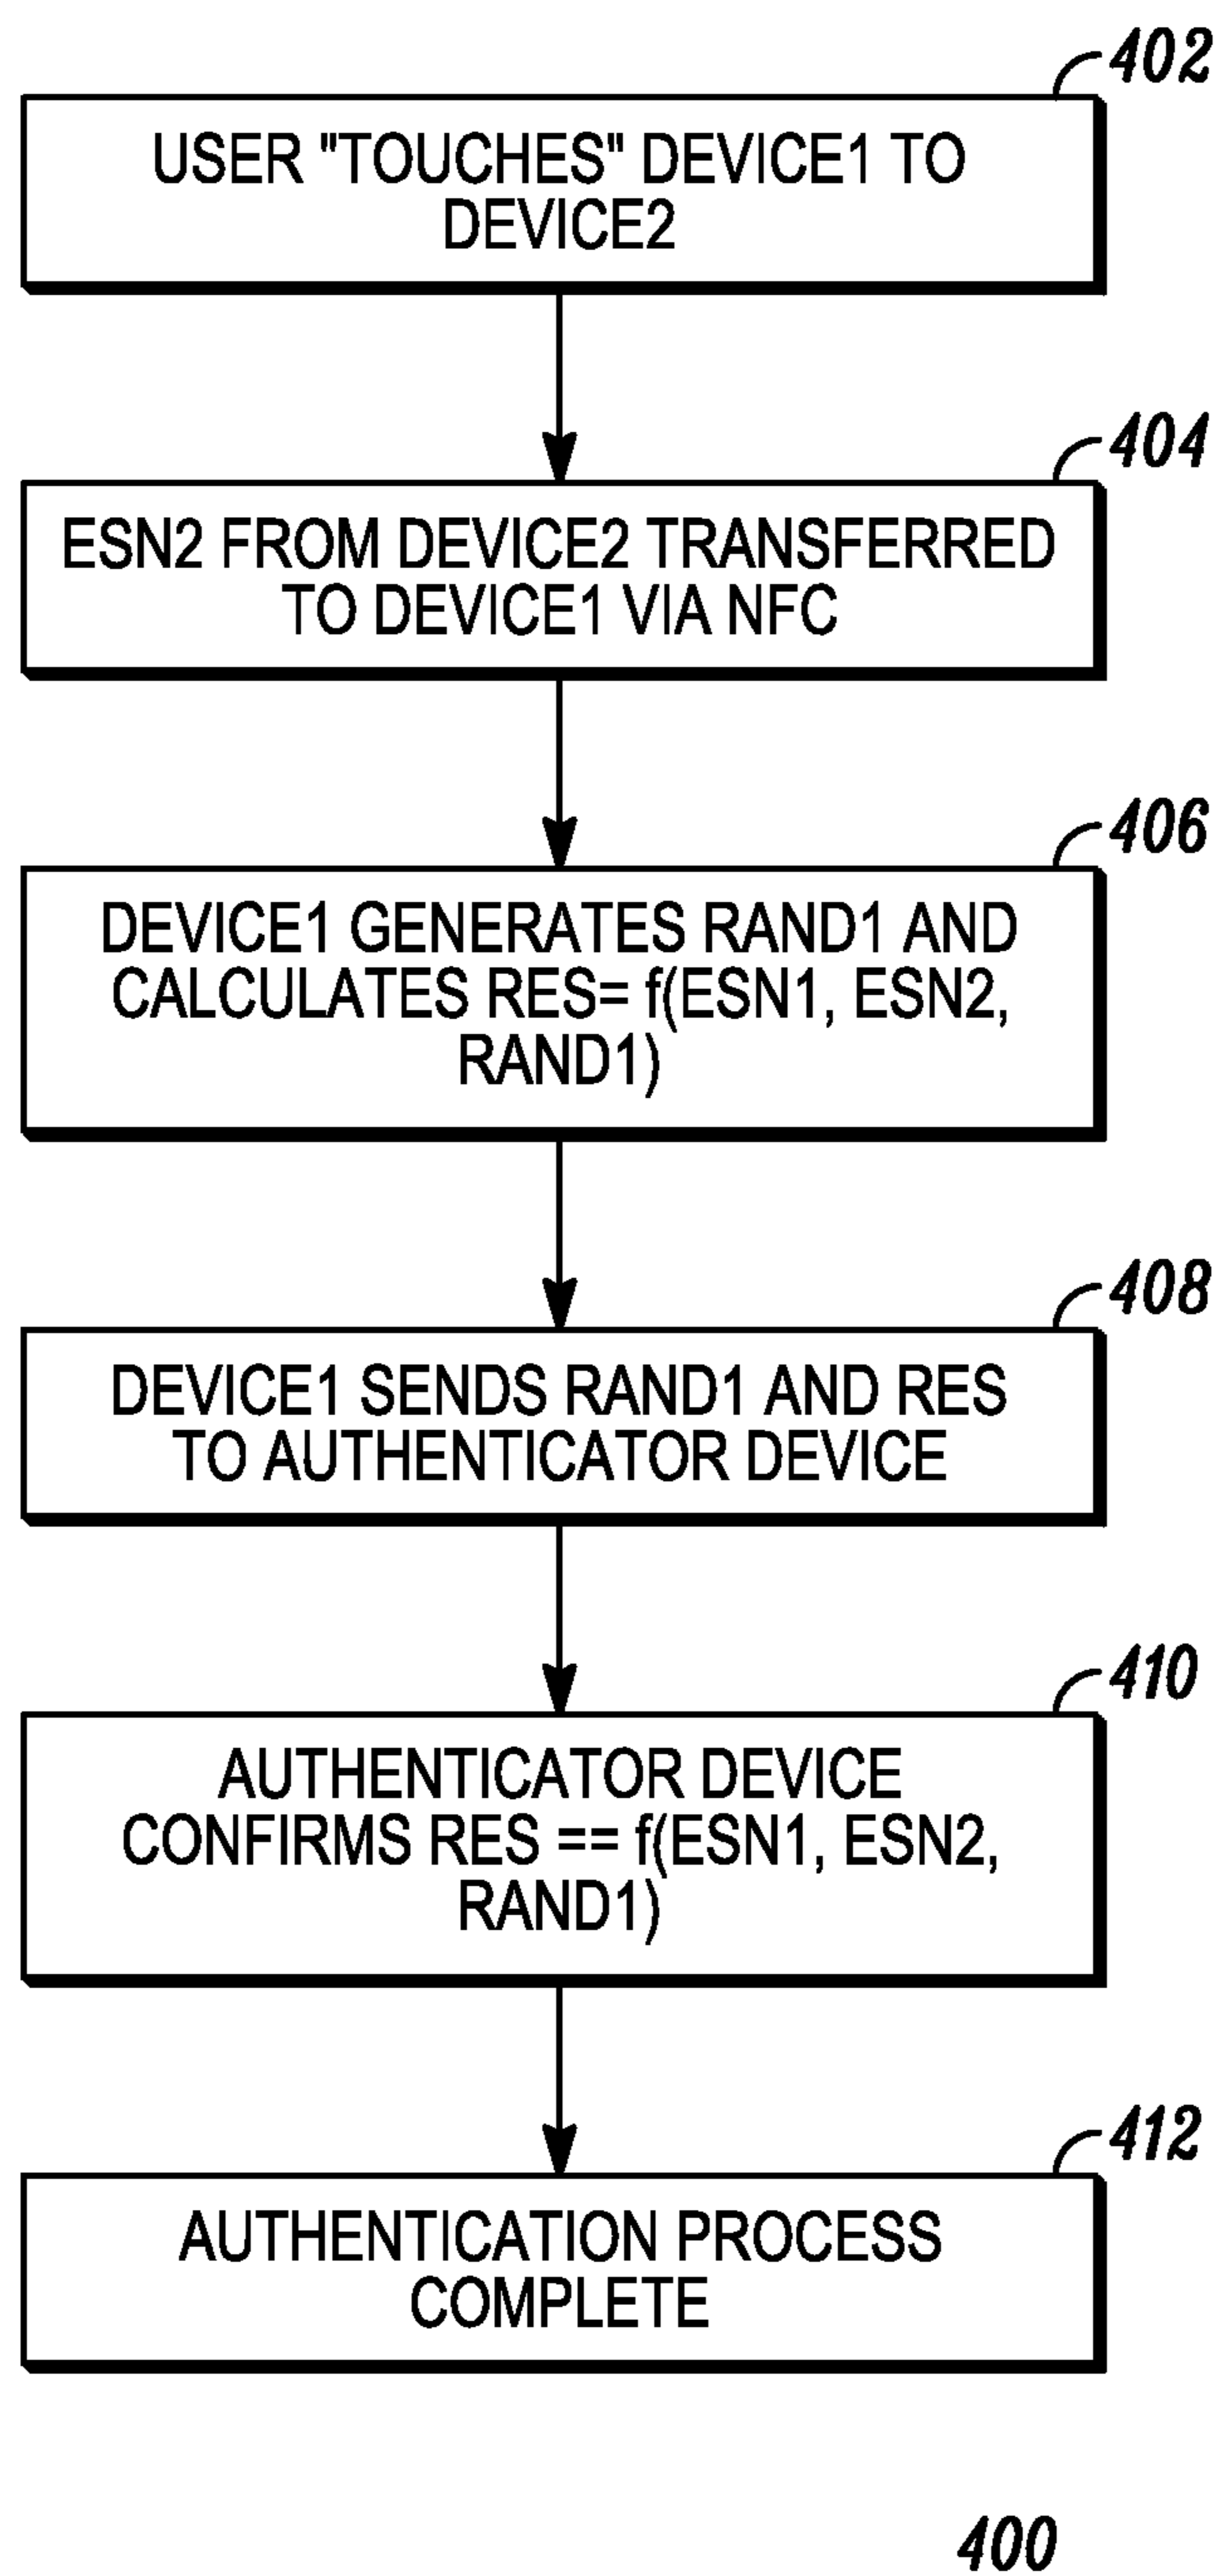 402
USER "TOUCHES" DEVICE1 TO
DEVICE2
404
ESN2 FROM DEVICE2 TRANSFERRED
TO DEVICE1 VIA NFC
406
DEVICE1 GENERATES RAND1 AND
CALCULATES RES= f(ESN1, ESN2,
RAND1)
408
DEVICE1 SENDS RAND1 AND RES
TO AUTHENTICATOR DEVICE
410
AUTHENTICATOR DEVICE
CONFIRMS RES == f(ESN1, ESN2,
RAND1)
412
AUTHENTICATION PROCESS
COMPLETE
400